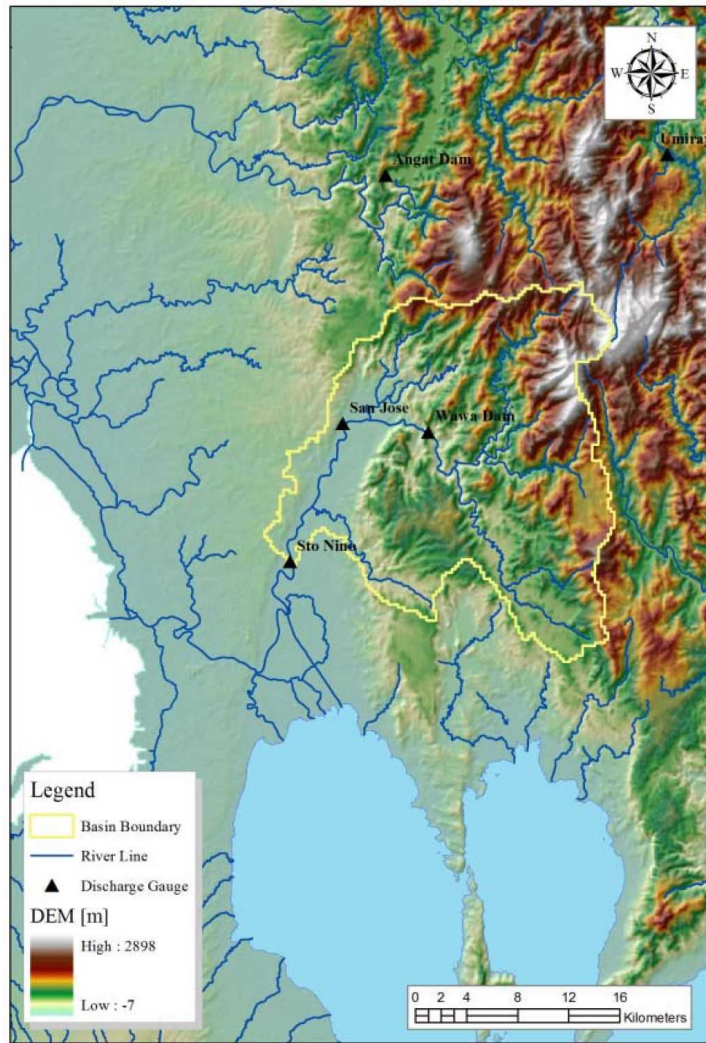 N
W E
S
Umiray
Angat Dam
San Jose
Wawa Dam
Sto Nino
Legend
Basin Boundary
River Line
Discharge Gauge
DEM [m]
High : 2898
Low : -7
0 2 4 8 12 16
Kilometers